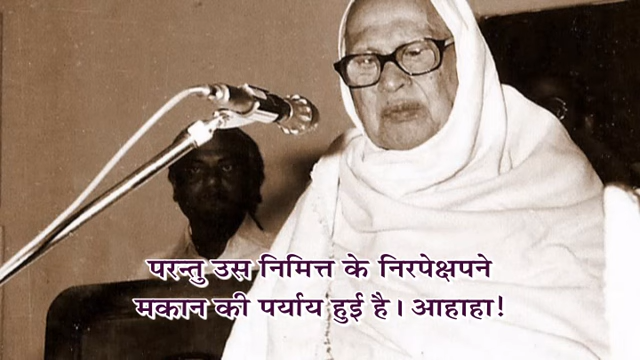 परन्तु उस निमित्त के निरपेक्षपने
मकान की पर्याय हुई है। आहाहा!